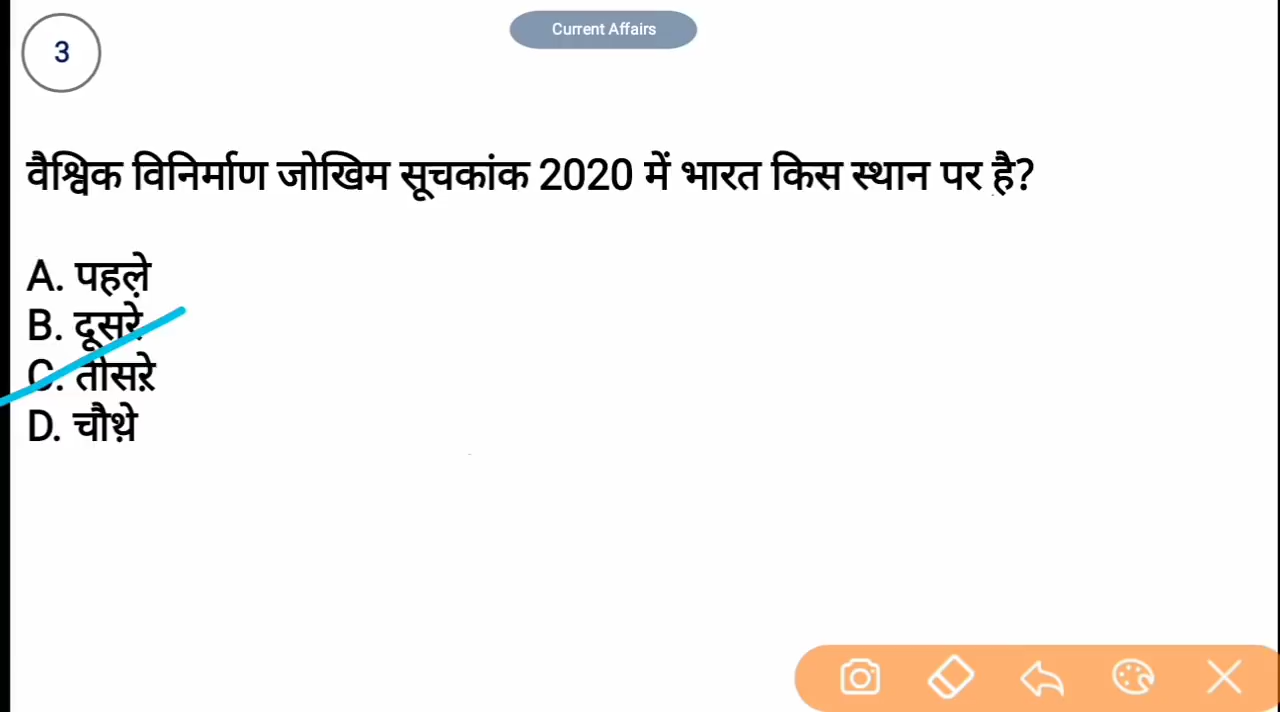 3
Current Affairs
वैश्विक विनिर्माण जोखिम सूचकांक 2020 में भारत किस स्थान पर है?
A. पहले़
B. दूसरे
C. तीसरे़
D. चौथे़